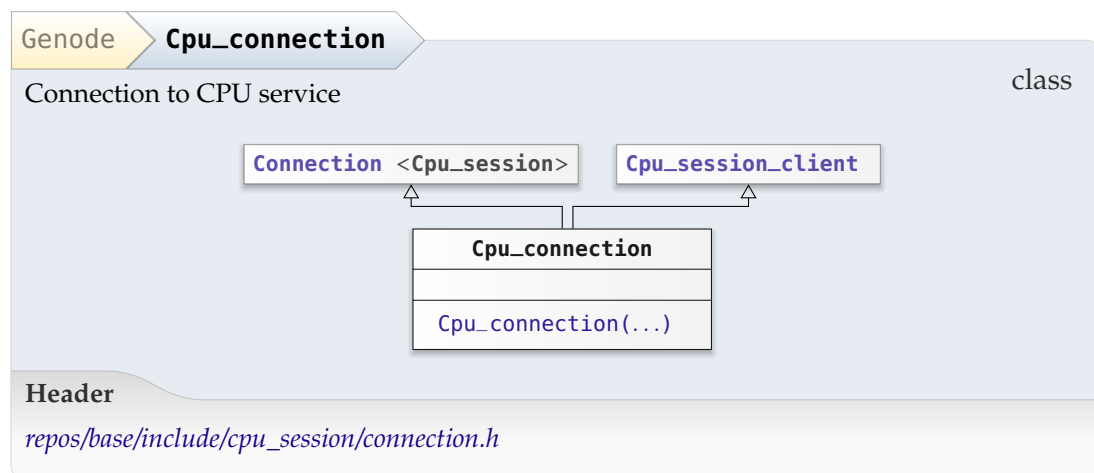 Genode Cpu_connection
class
Connection to CPU service
Connection <Cpu_session> Cpu_session_client
Cpu_connection
Cpu_connection(...)
Header
repos/base/include/cpu_session/connection.h